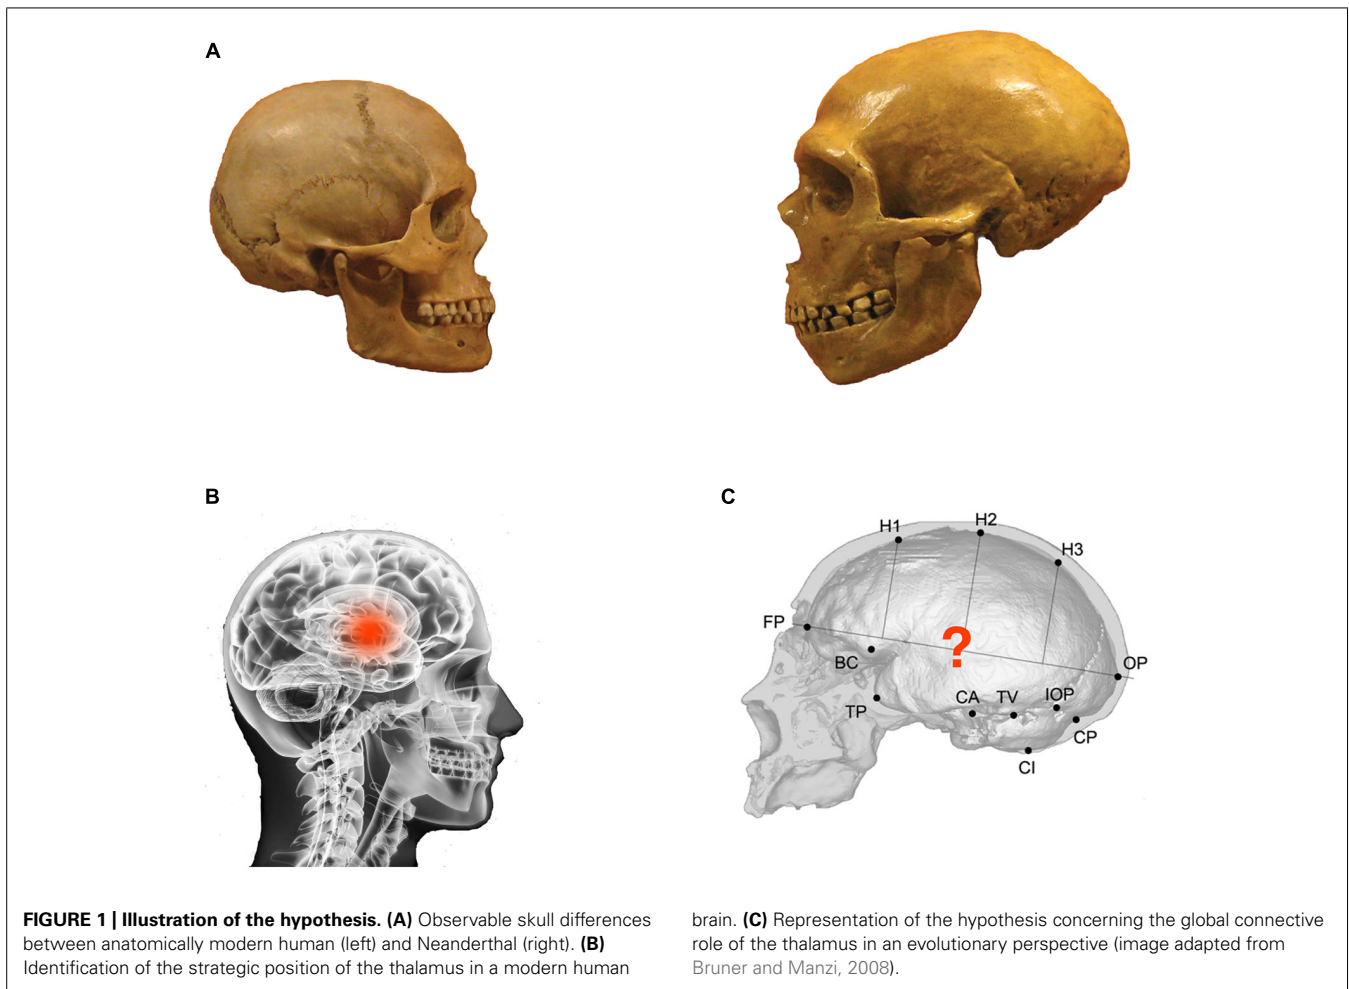 A
B
C
H1
H2
H3
FP
?
BC
OP
TP
CA
TV
IOP
CP
CI
FIGURE 1 | Illustration of the hypothesis. (A) Observable skull differences
between anatomically modern human (left) and Neanderthal (right). (B)
Identification of the strategic position of the thalamus in a modern human
brain. (C) Representation of the hypothesis concerning the global connective
role of the thalamus in an evolutionary perspective (image adapted from
Bruner and Manzi, 2008).